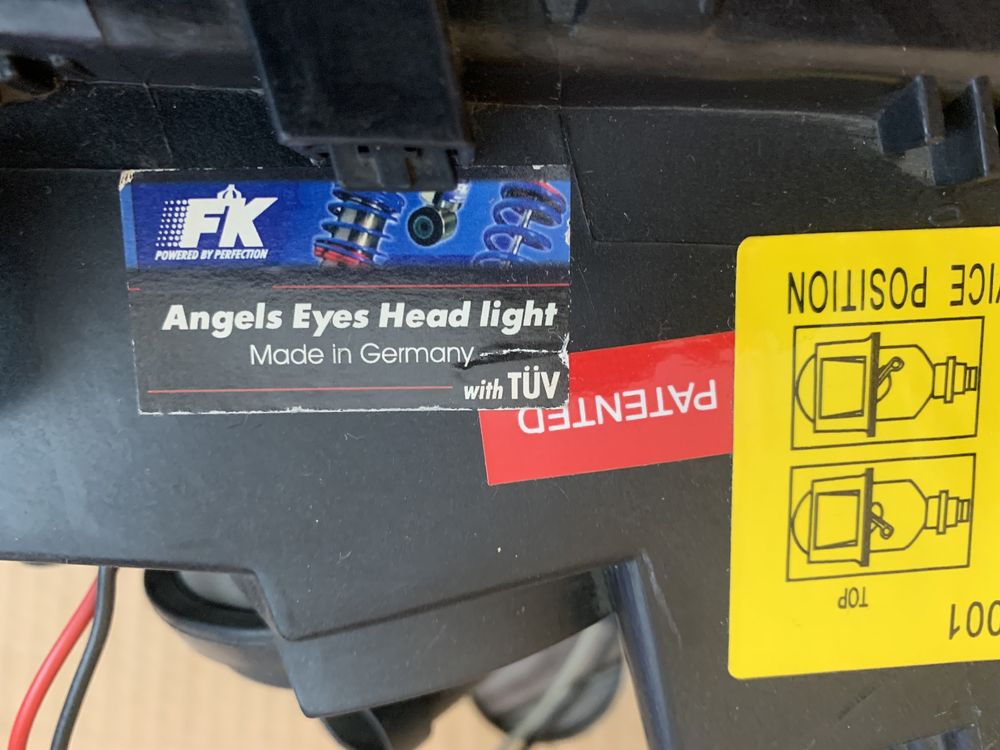 FK
POWERED BY PERFECTION
Angels Eyes Head light
Made in Germany
with TÜV
PATENTED
POSITION
TOP
001